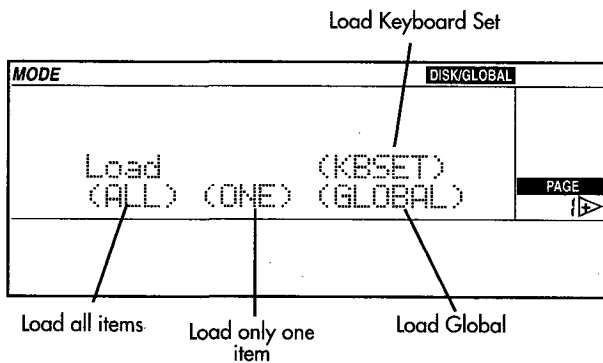 Load Keyboard Set
MODE DISK/GLOBAL
Load (KBSET)
(ALL) (ONE) (GLOBAL)
PAGE
1+
Load all items
Load only one
item
Load Global